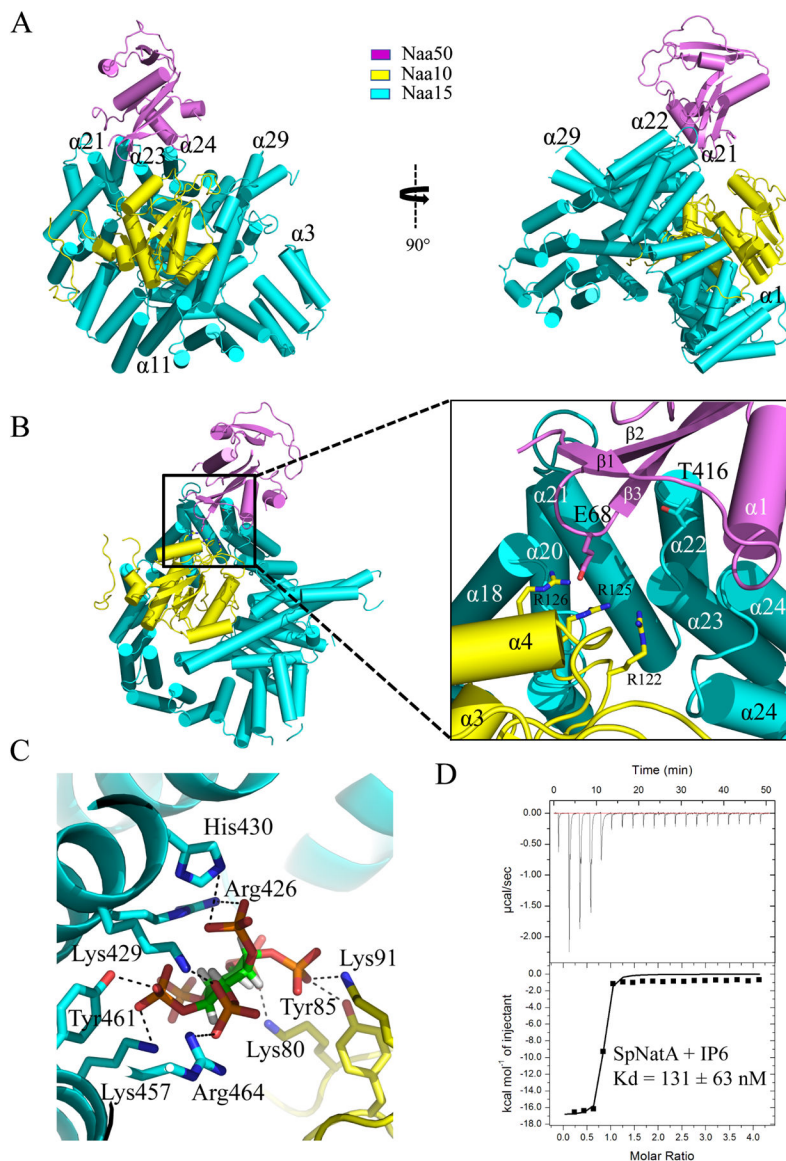 A
Naa50
Naa10
Naa15
α21
α23
α24
α29
α3
α11
90°
α29
α22
α21
α1
B
β2
β1
T416
β3
α21
E68
α1
α20
α22
α18
R126
R125
α24
α23
α4
R122
α3
α24
C
His430
Arg426
Lys429
Lys91
Tyr461
Tyr85
Lys80
Lys457
Arg464
D
Time (min)
0 10 20 30 40 50
0.00
-0.50
-1.00
-1.50
-2.00
µcal/sec
0.0
-2.0
-4.0
-6.0
-8.0
-10.0
-12.0
-14.0
-16.0
-18.0
kcal mol⁻¹ of injectant
SpNatA + IP6
Kd = 131 ± 63 nM
0.0 0.5 1.0 1.5 2.0 2.5 3.0 3.5 4.0
Molar Ratio